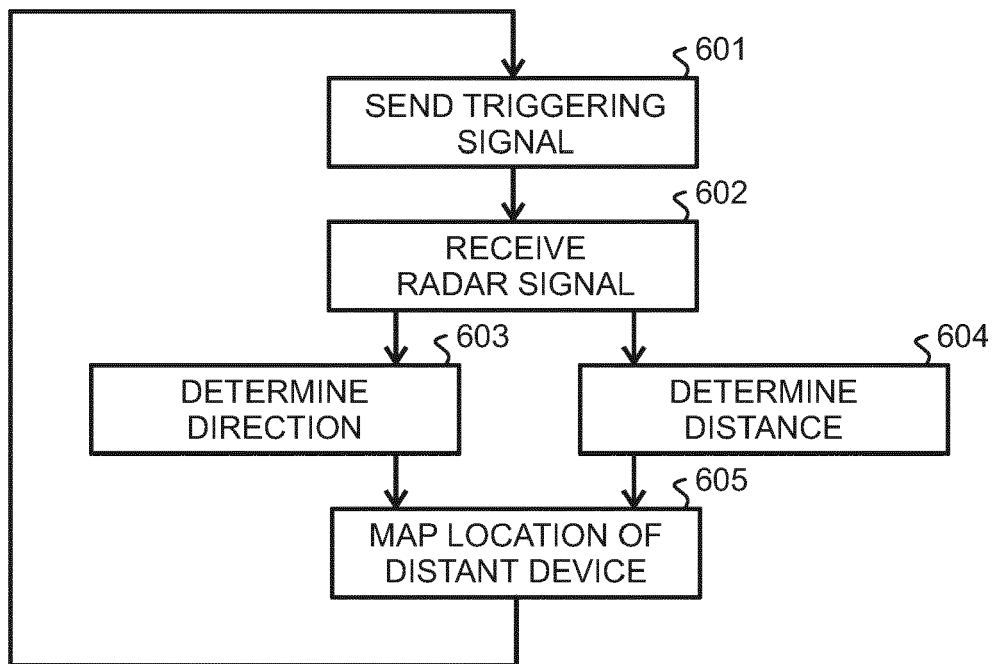 601
SEND TRIGGERING
SIGNAL
602
RECEIVE
RADAR SIGNAL
603
DETERMINE
DIRECTION
604
DETERMINE
DISTANCE
605
MAP LOCATION OF
DISTANT DEVICE